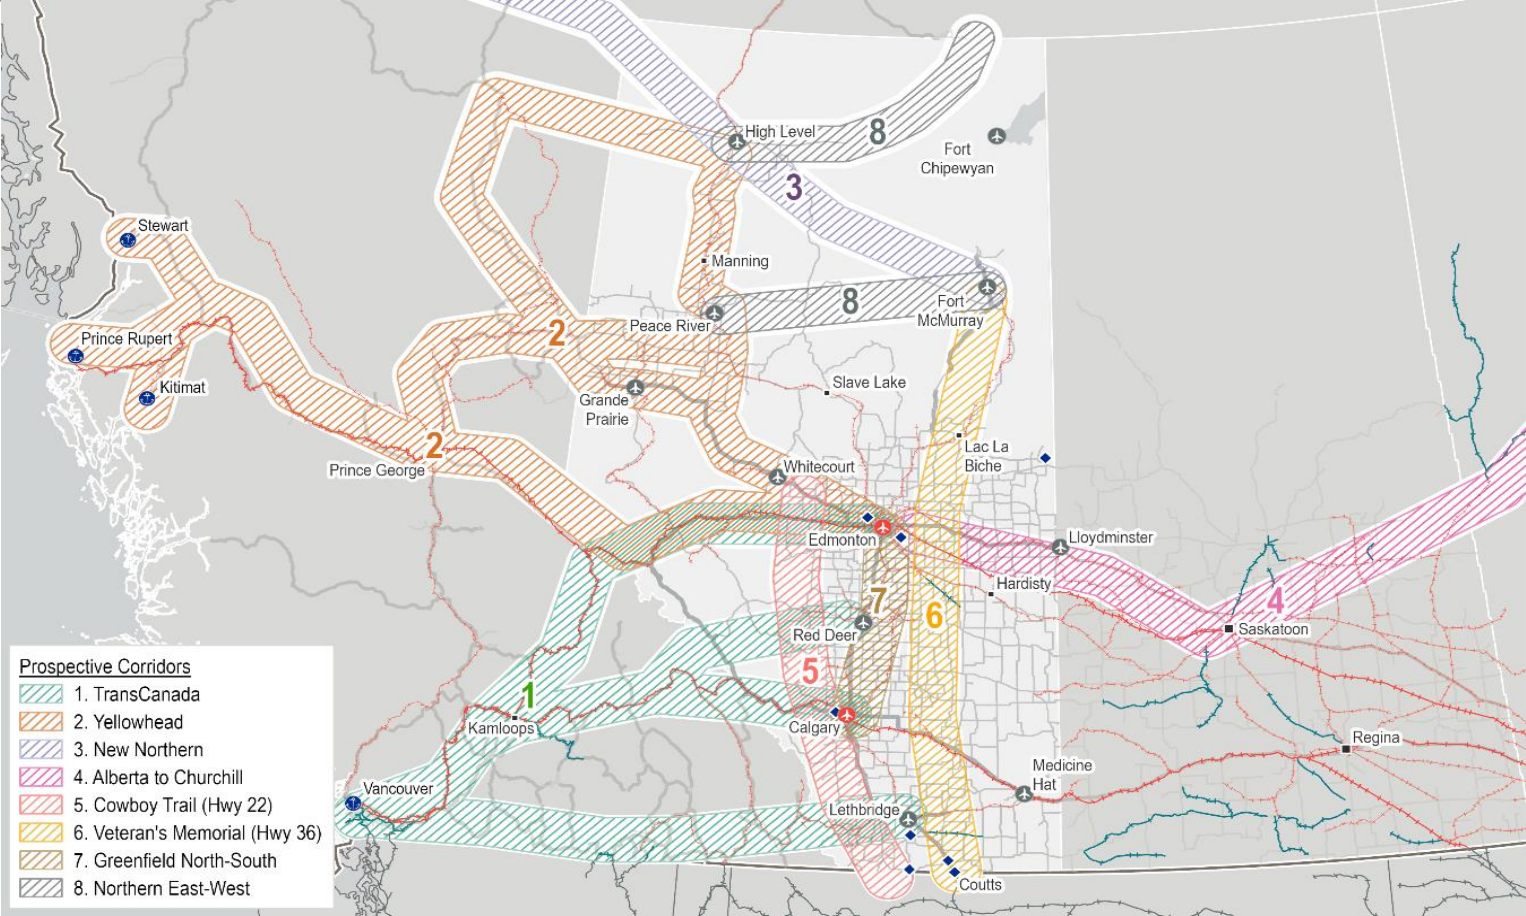 High Level
8
Fort
Chipewyan
3
Stewart
Manning
8
Fort
McMurray
Peace River
2
Prince Rupert
Kitimat
Slave Lake
Grande
Prairie
2
Prince George
Lac La
Biche
Whitecourt
Edmonton
Lloydminster
Hardisty
7
6
4
Red Deer
Saskatoon
5
Prospective Corridors
1. TransCanada
2. Yellowhead
3. New Northern
4. Alberta to Churchill
5. Cowboy Trail (Hwy 22)
6. Veteran's Memorial (Hwy 36)
7. Greenfield North-South
8. Northern East-West
1
Kamloops
Calgary
Regina
Medicine
Hat
Vancouver
Lethbridge
Coutts